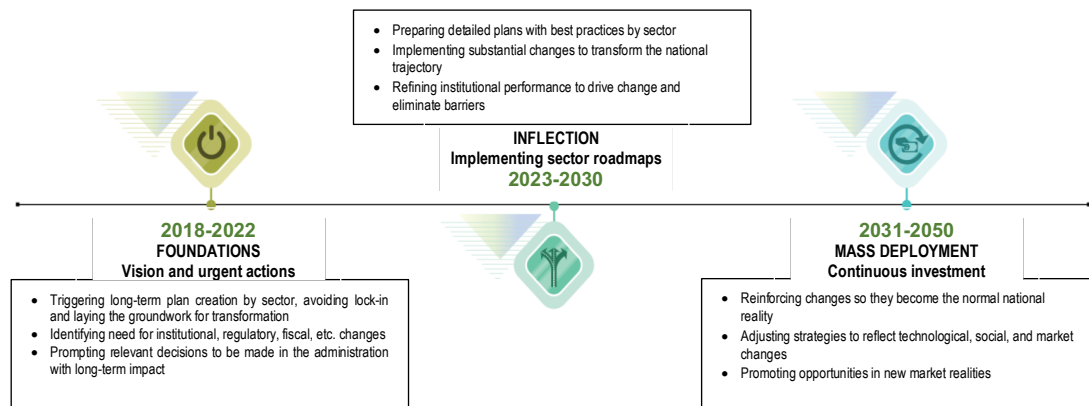 2018-2022
FOUNDATIONS
Vision and urgent actions
• Triggering long-term plan creation by sector, avoiding lock-in
and laying the groundwork for transformation
• Identifying need for institutional, regulatory, fiscal, etc. changes
• Prompting relevant decisions to be made in the administration
with long-term impact
• Preparing detailed plans with best practices by sector
• Implementing substantial changes to transform the national
trajectory
• Refining institutional performance to drive change and
eliminate barriers
INFLECTION
Implementing sector roadmaps
2023-2030
2031-2050
MASS DEPLOYMENT
Continuous investment
• Reinforcing changes so they become the normal national
reality
• Adjusting strategies to reflect technological, social, and market
changes
• Promoting opportunities in new market realities